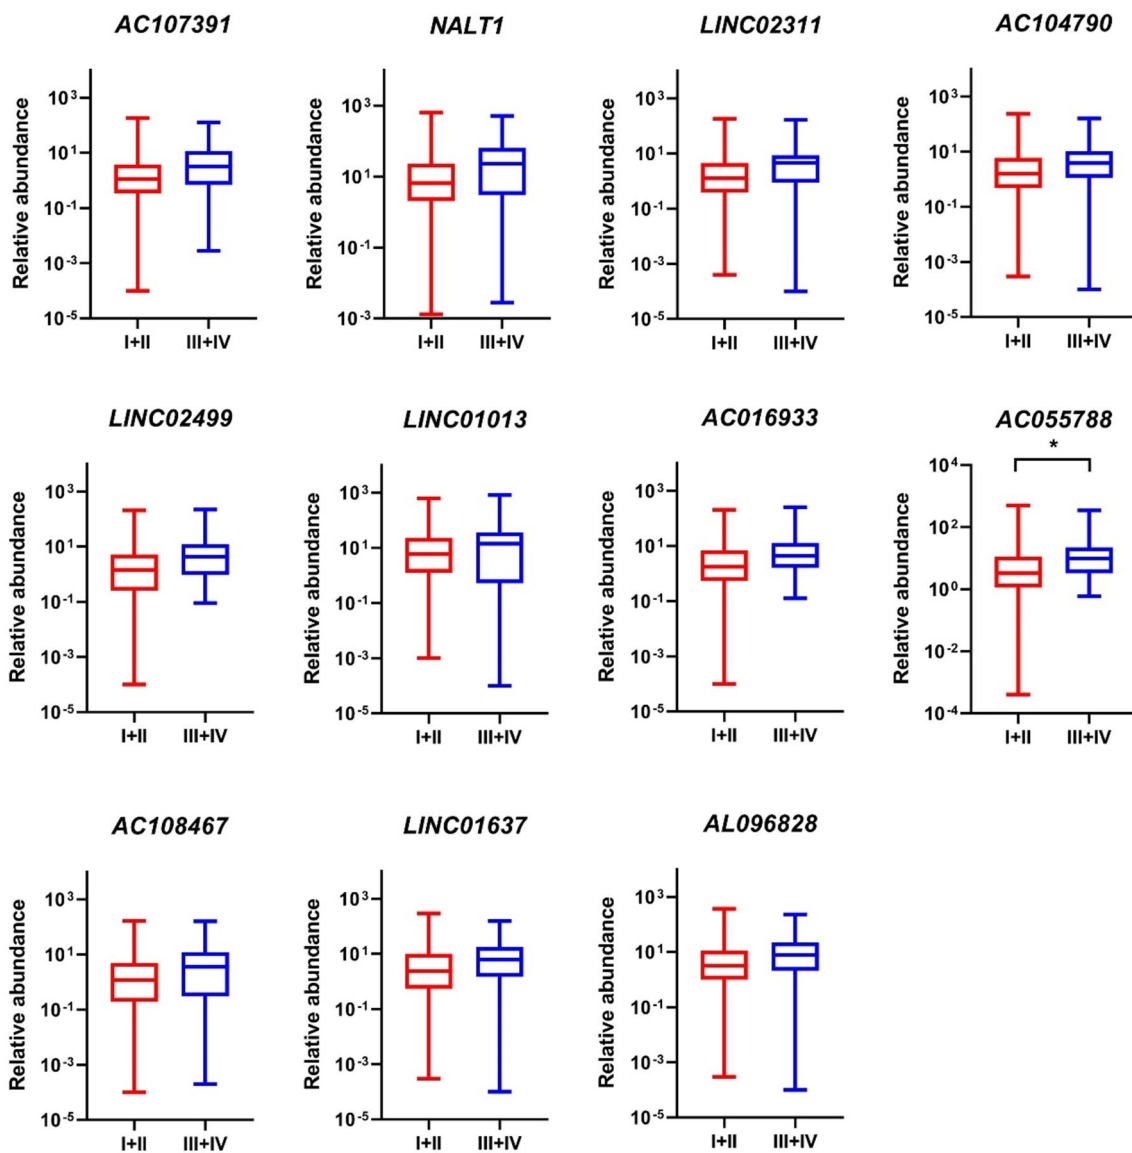 AC107391 NALT1 LINC02311 AC104790
Relative abundance Relative abundance Relative abundance Relative abundance
10³ 10³ 10³ 10³
10¹ 10¹ 10¹ 10¹
10⁻¹ 10⁻¹ 10⁻¹ 10⁻¹
10⁻³ 10⁻³ 10⁻³
10⁻⁵ 10⁻³ 10⁻⁵ 10⁻⁵
I+II III+IV I+II III+IV I+II III+IV I+II III+IV
LINC02499 LINC01013 AC016933 AC055788
*
Relative abundance Relative abundance Relative abundance Relative abundance
10³ 10³ 10³ 10⁴
10¹ 10¹ 10¹ 10²
10⁻¹ 10⁻¹ 10⁻¹ 10⁰
10⁻³ 10⁻³ 10⁻³ 10⁻²
10⁻⁵ 10⁻⁵ 10⁻⁵ 10⁻⁴
I+II III+IV I+II III+IV I+II III+IV I+II III+IV
AC108467 LINC01637 AL096828
Relative abundance Relative abundance Relative abundance
10³ 10³ 10³
10¹ 10¹ 10¹
10⁻¹ 10⁻¹ 10⁻¹
10⁻³ 10⁻³ 10⁻³
10⁻⁵ 10⁻⁵ 10⁻⁵
I+II III+IV I+II III+IV I+II III+IV